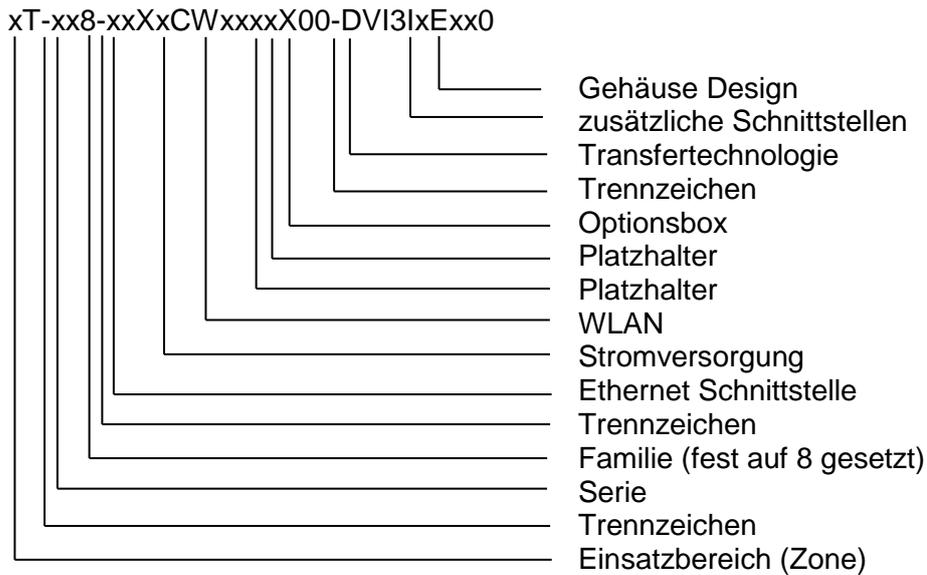 xT-xx8-xxXxCWxxxxX00-DVI3IxExx0
Gehäuse Design
zusätzliche Schnittstellen
Transfertechnologie
Trennzeichen
Optionsbox
Platzhalter
Platzhalter
WLAN
Stromversorgung
Ethernet Schnittstelle
Trennzeichen
Familie (fest auf 8 gesetzt)
Serie
Trennzeichen
Einsatzbereich (Zone)